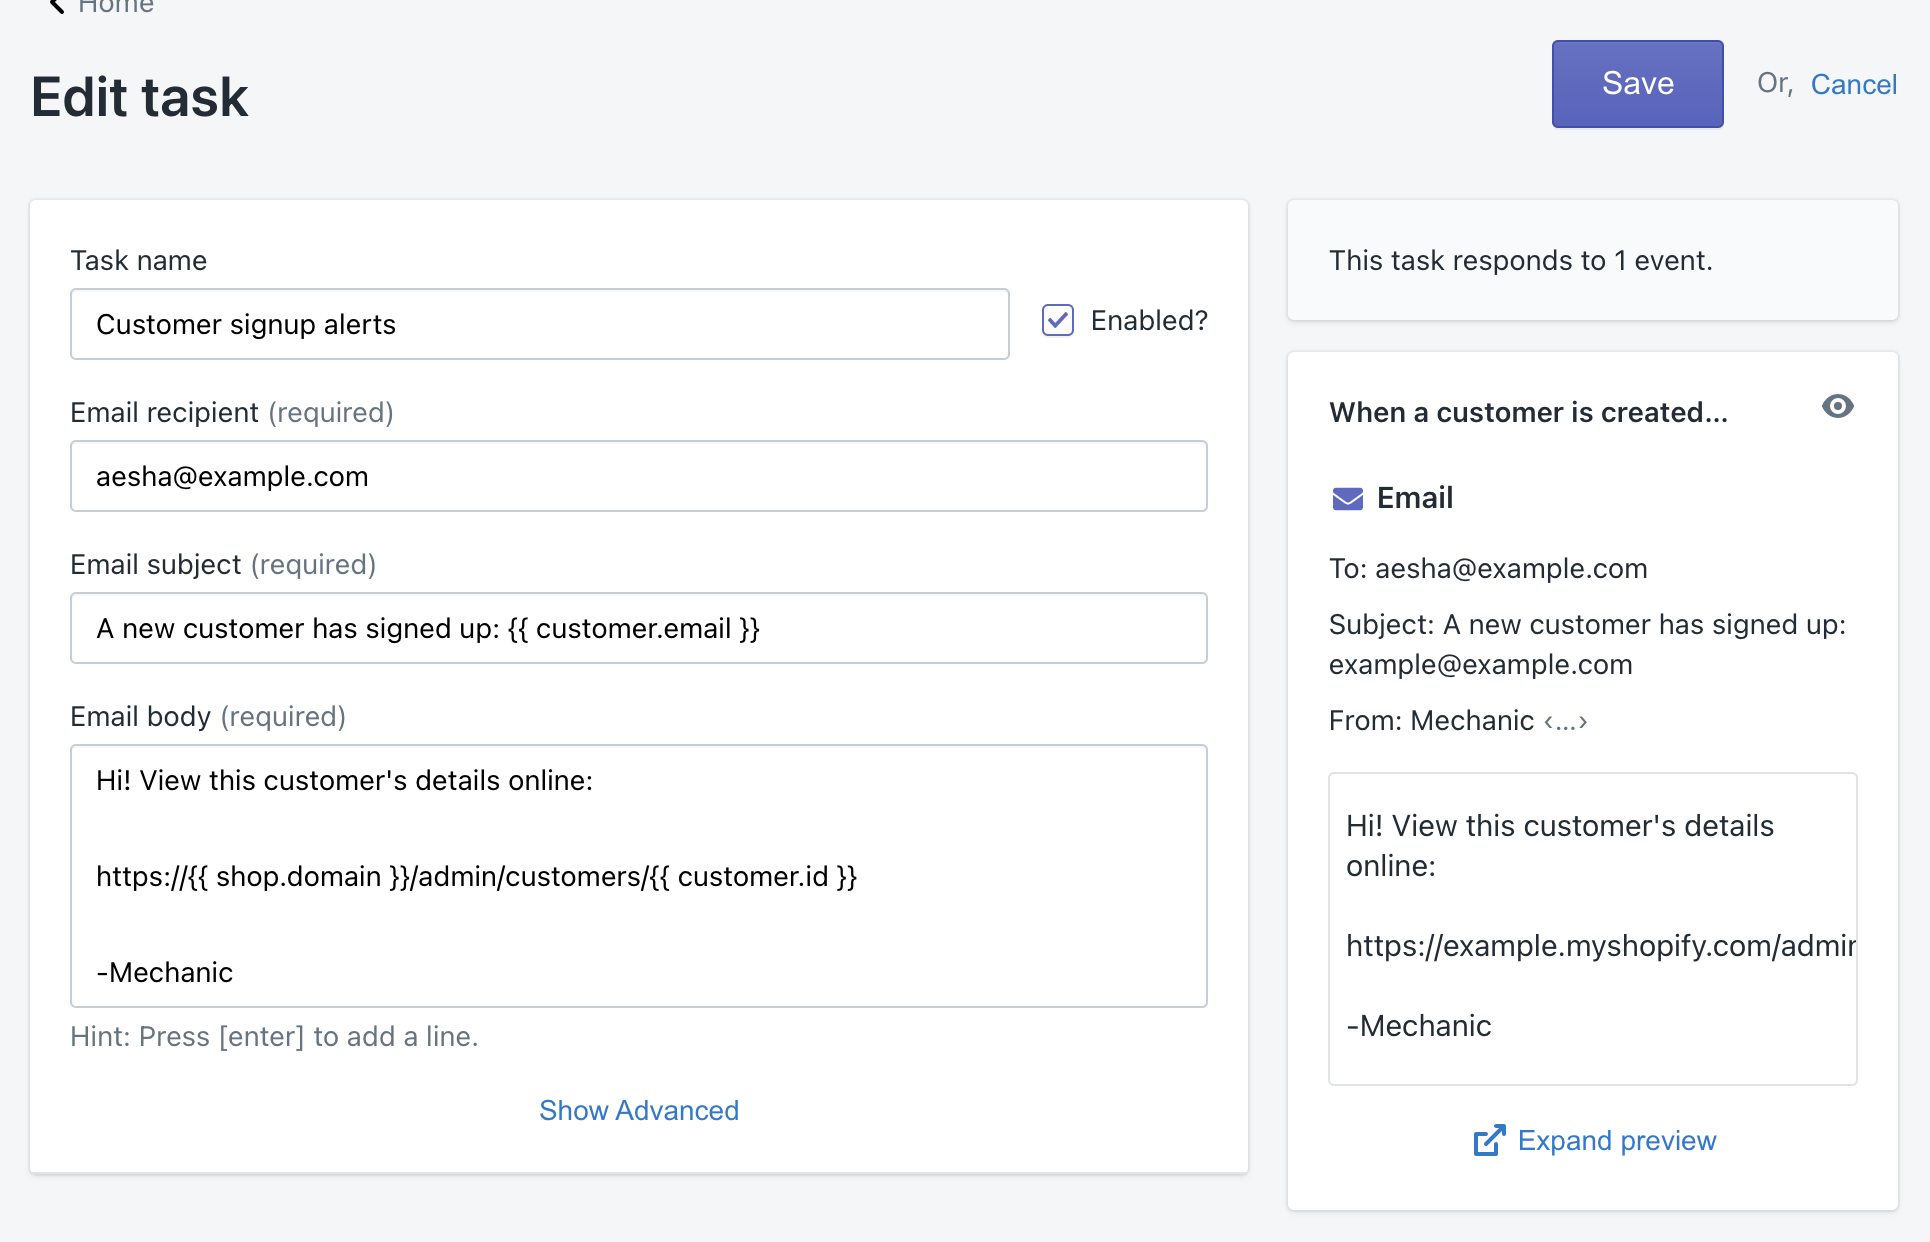 Home
Edit task
Save
Or, Cancel
Task name
Customer signup alerts
Enabled?
Email recipient (required)
aesha@example.com
Email subject (required)
A new customer has signed up: {{ customer.email }}
Email body (required)
Hi! View this customer's details online:
https://{{ shop.domain }}/admin/customers/{{ customer.id }}
-Mechanic
Hint: Press [enter] to add a line.
Show Advanced
This task responds to 1 event.
When a customer is created...
Email
To: aesha@example.com
Subject: A new customer has signed up:
example@example.com
From: Mechanic ‹...›
Hi! View this customer's details
online:
https://example.myshopify.com/admin
-Mechanic
Expand preview